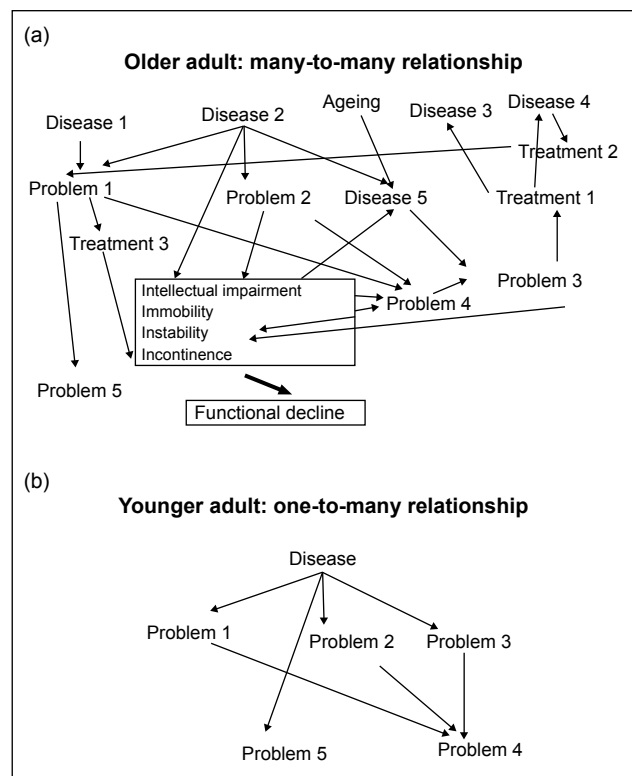 (a)
Older adult: many-to-many relationship
Disease 1
Disease 2
Ageing
Disease 3
Disease 4
Treatment 2
Problem 1
Problem 2
Disease 5
Treatment 1
Treatment 3
Problem 3
Intellectual impairment
Immobility
Instability
Incontinence
Problem 4
Problem 5
Functional decline
(b)
Younger adult: one-to-many relationship
Disease
Problem 1
Problem 2
Problem 3
Problem 5
Problem 4